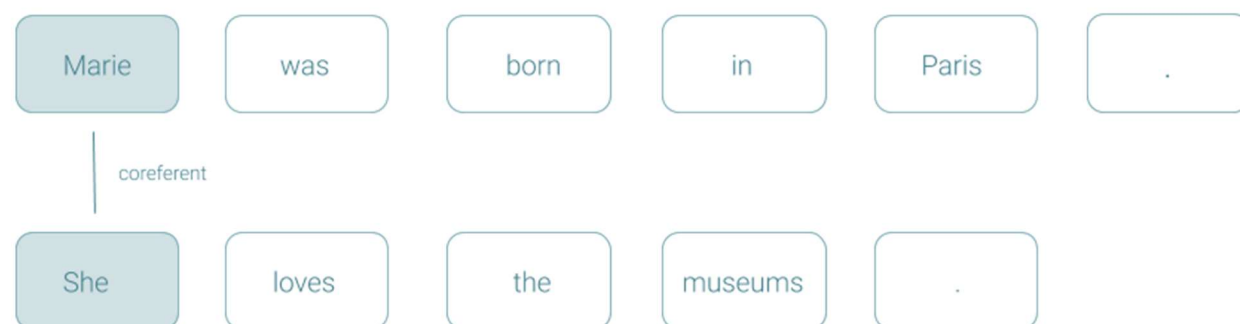 Marie was born in Paris .
coreferent
She loves the museums .